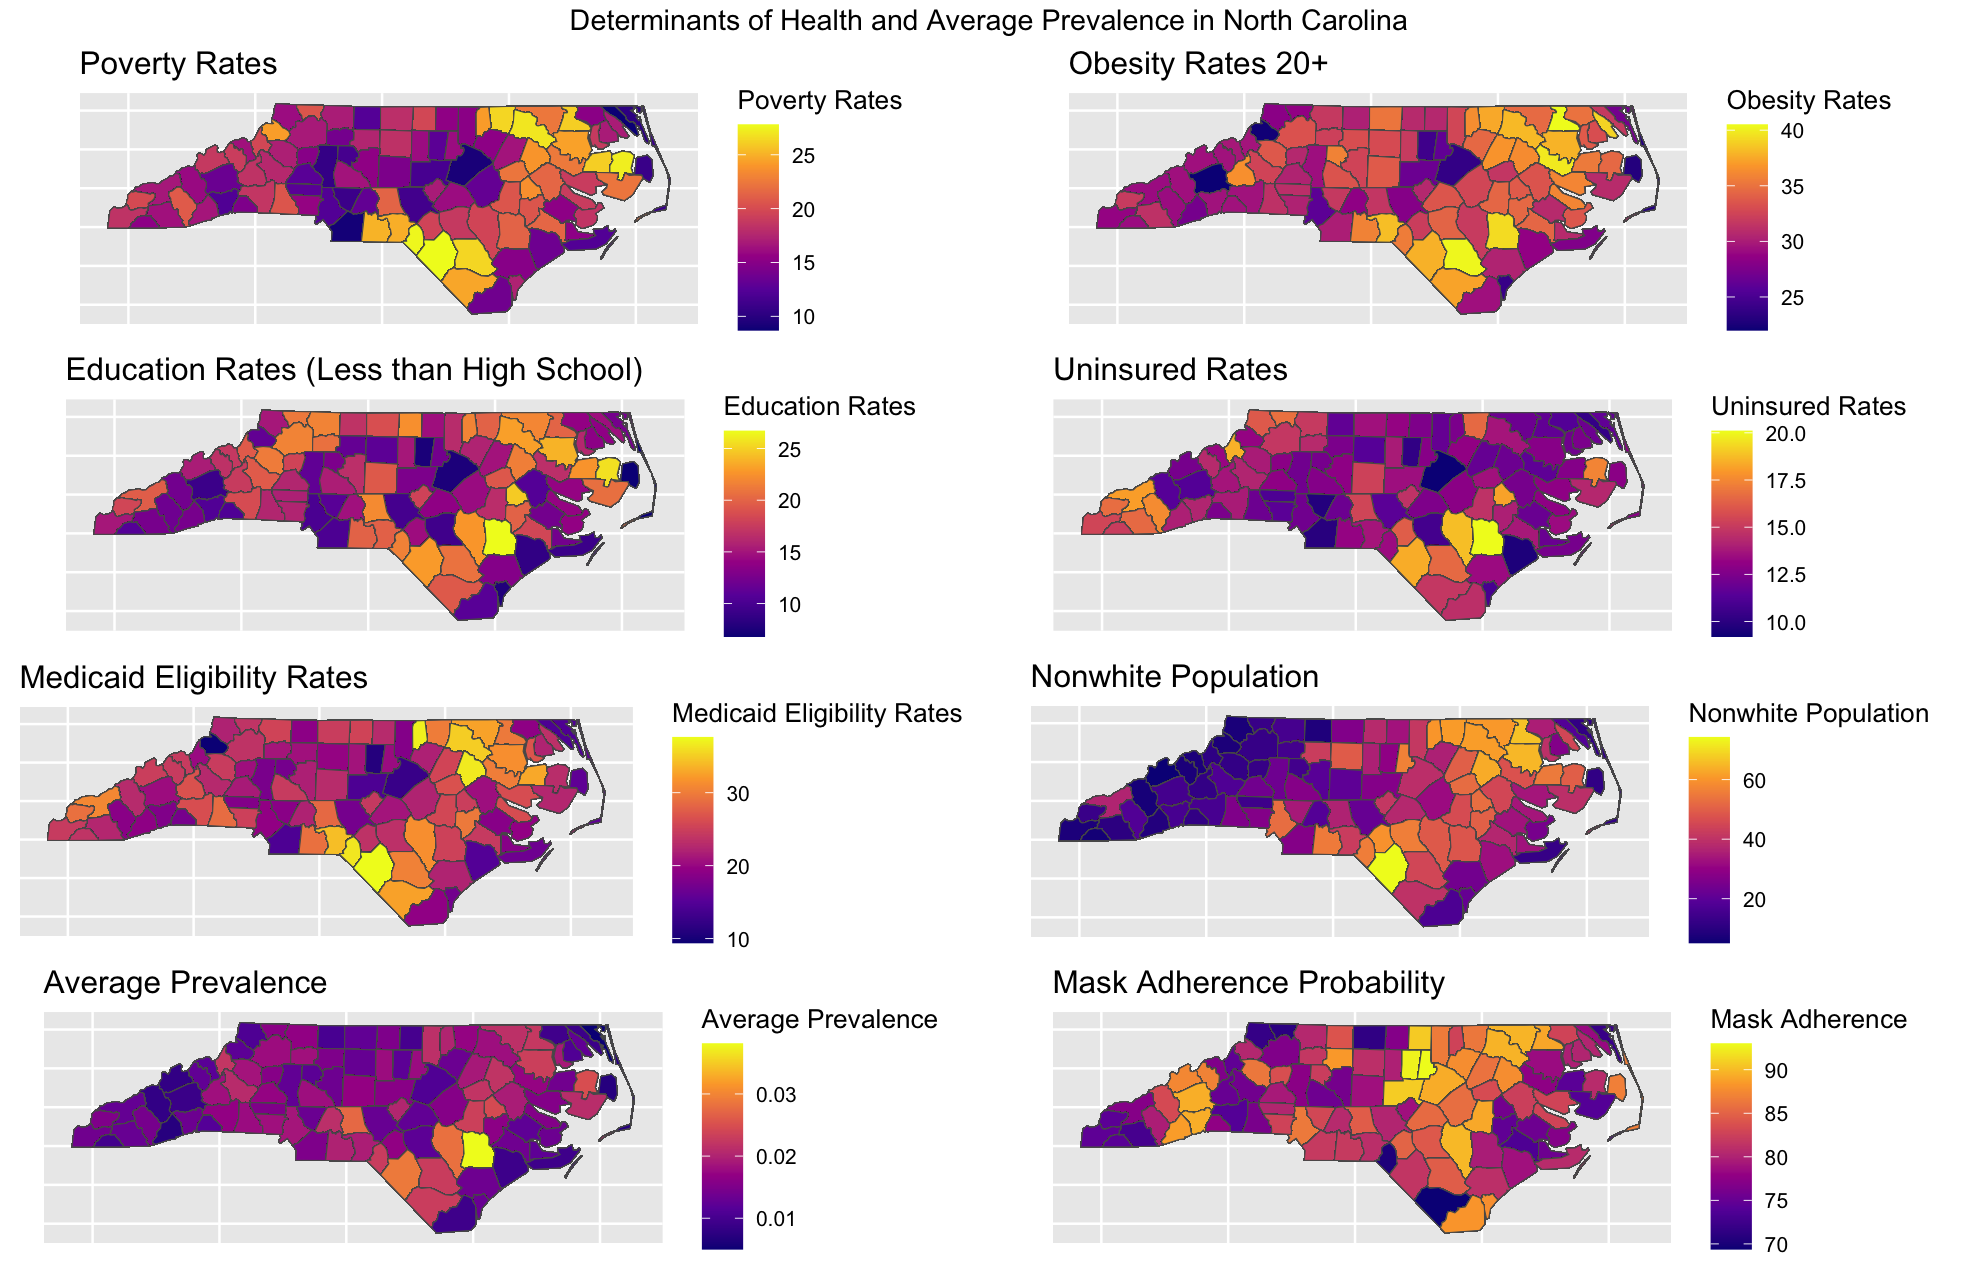 Determinants of Health and Average Prevalence in North Carolina
Poverty Rates
Poverty Rates
25
20
15
10
Obesity Rates 20+
Obesity Rates
40
35
30
25
Education Rates (Less than High School)
Education Rates
25
20
15
10
Uninsured Rates
Uninsured Rates
20.0
17.5
15.0
12.5
10.0
Medicaid Eligibility Rates
Medicaid Eligibility Rates
30
20
10
Nonwhite Population
Nonwhite Population
60
40
20
Average Prevalence
Average Prevalence
0.03
0.02
0.01
Mask Adherence Probability
Mask Adherence
90
85
80
75
70